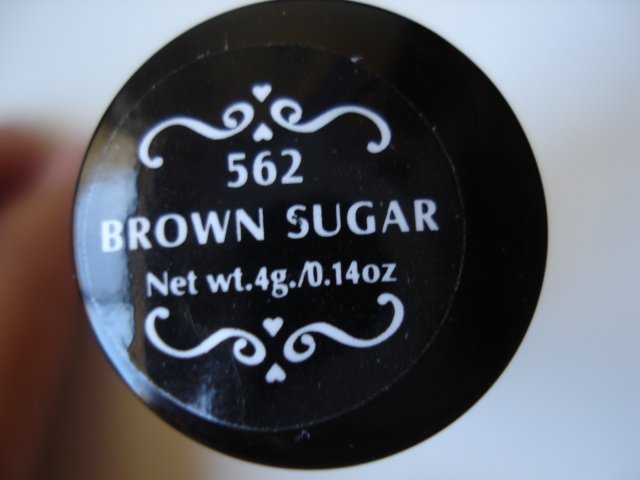 562
BROWN SUGAR
Net wt.4g./0.14oz